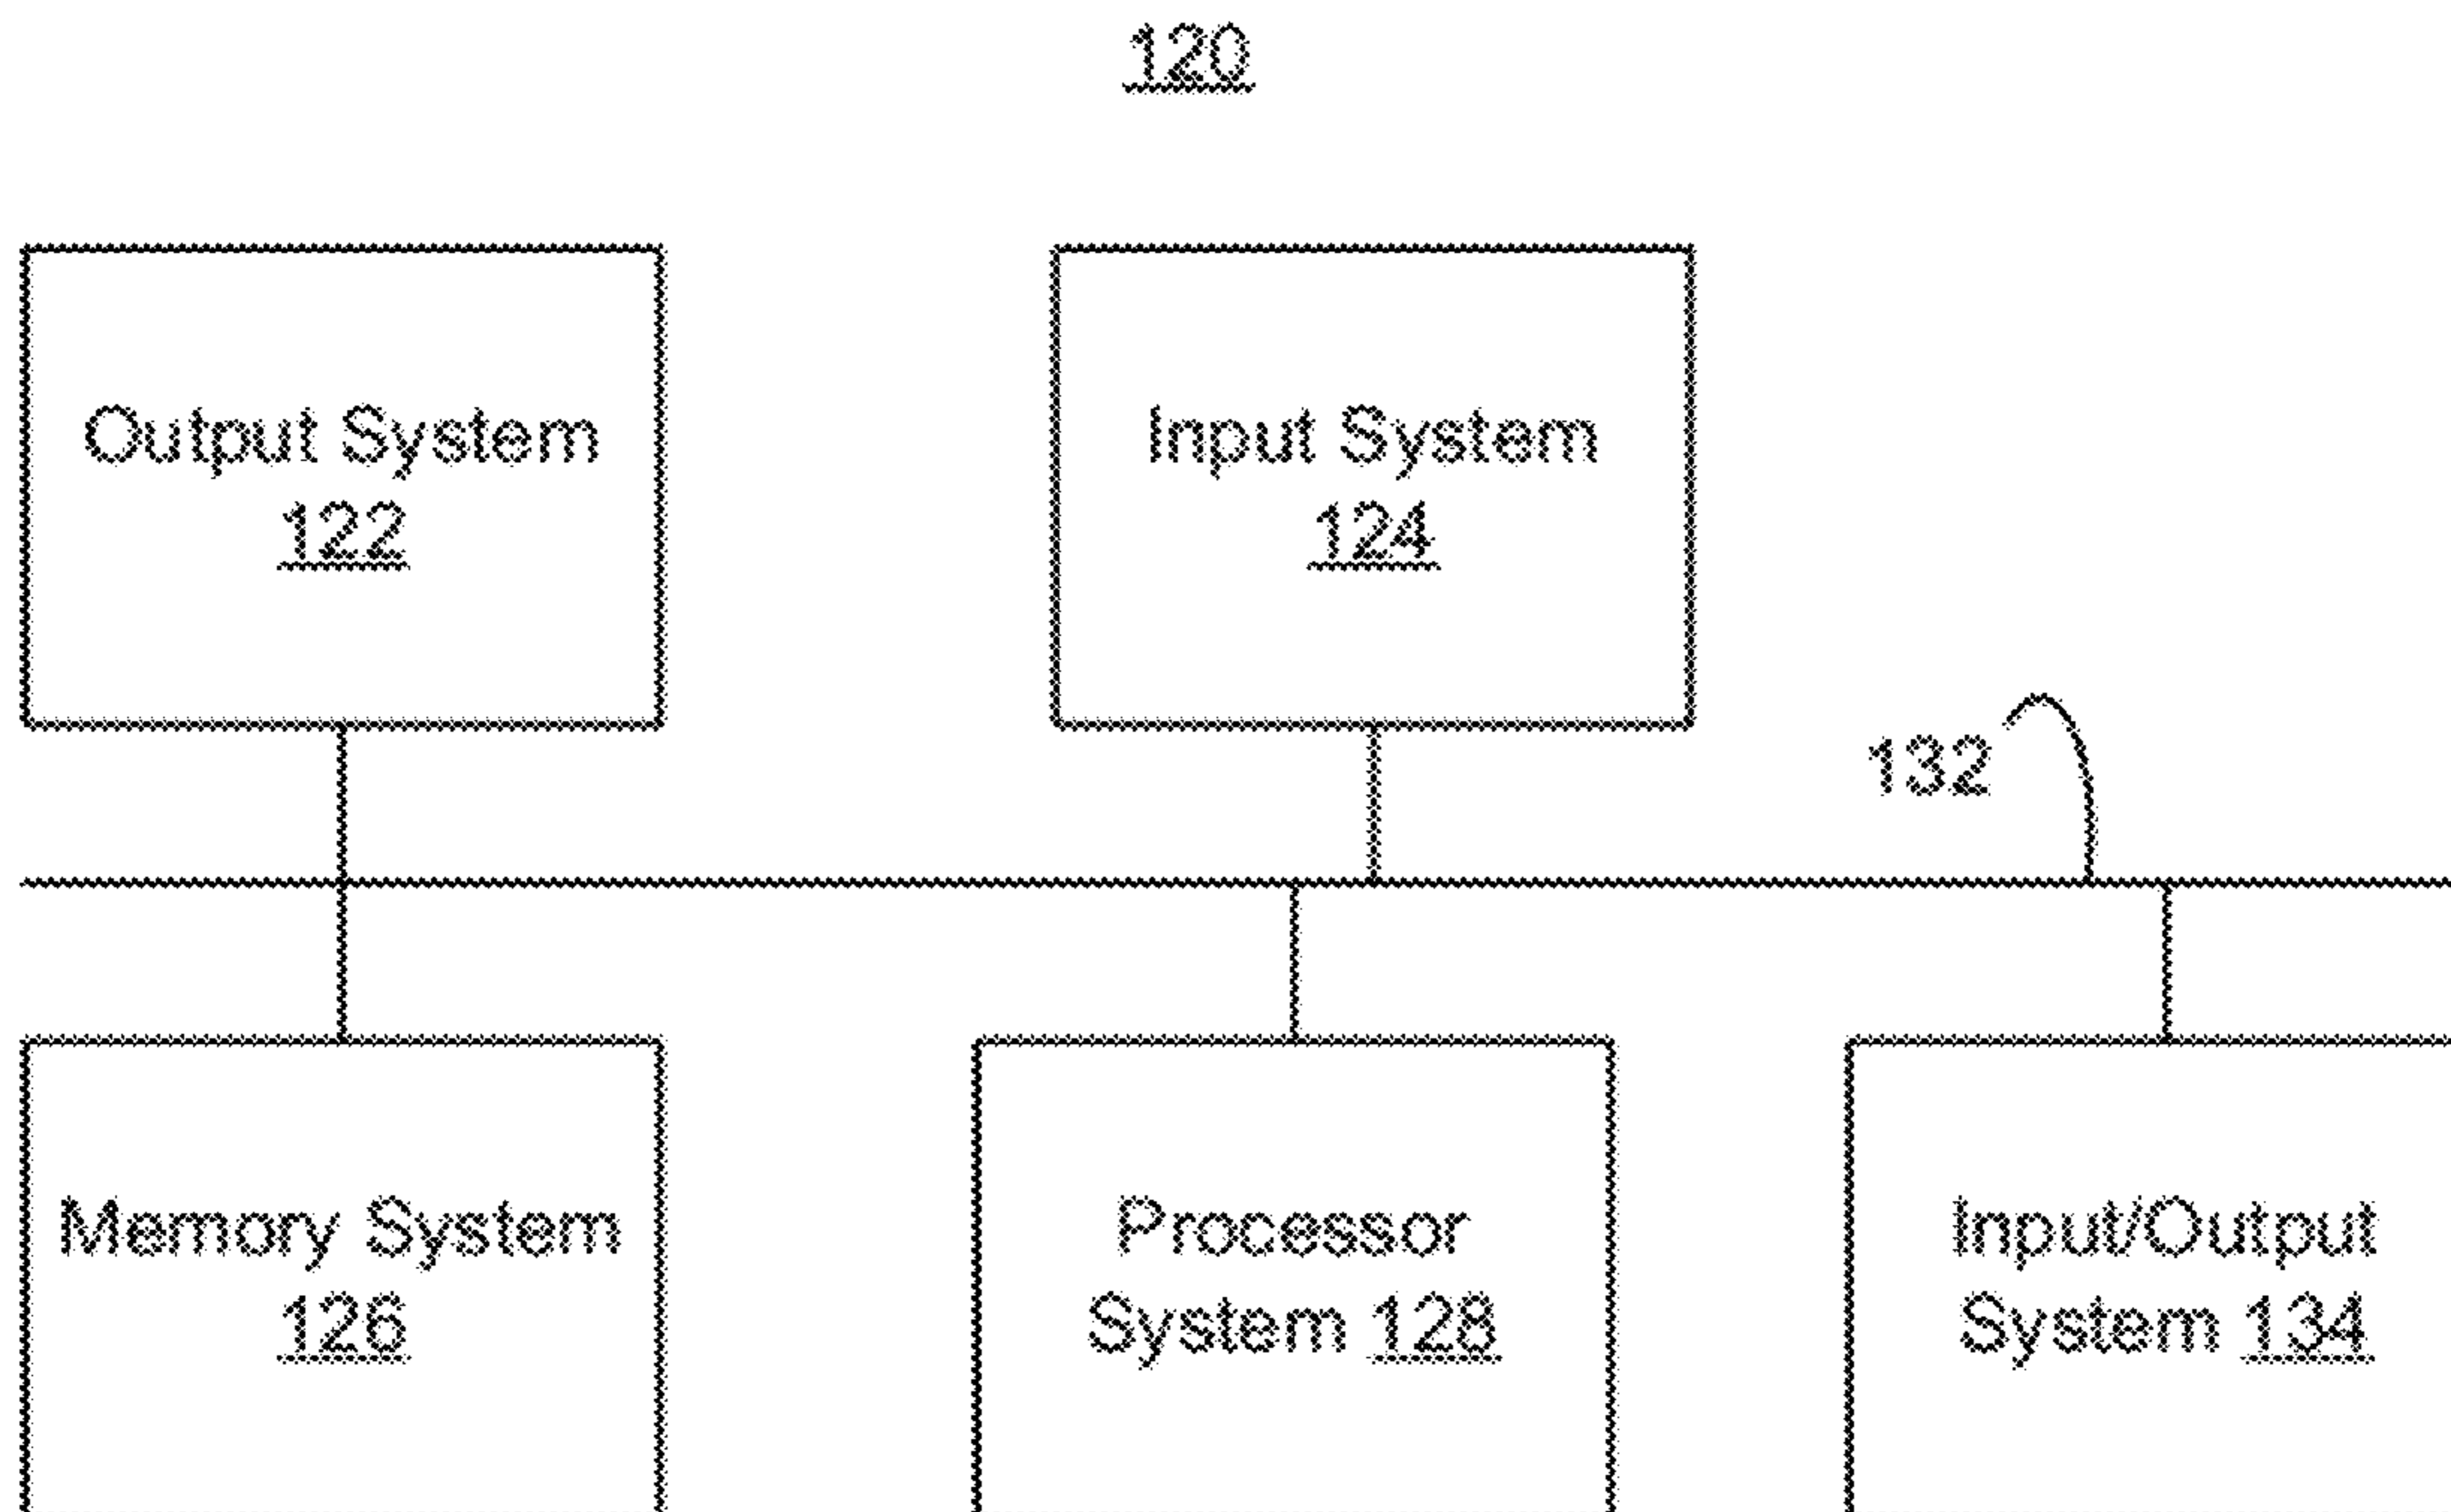 120
Output System
122
Input System
124
132
Memory System
126
Processor
System 128
Input/Output
System 134